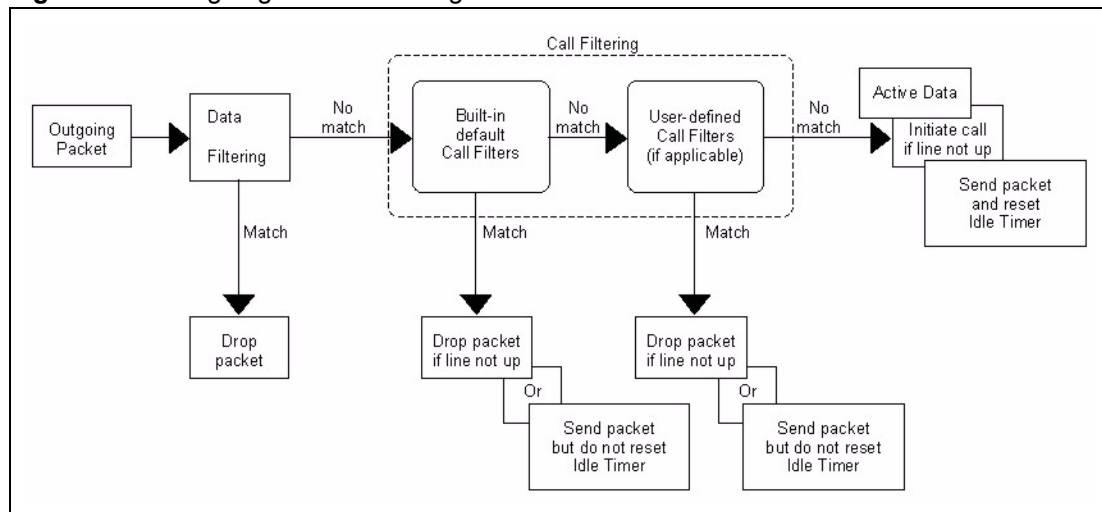 Call Filtering
Outgoing
Packet
Data
Filtering
No
match
Built-in
default
Call Filters
No
match
User-defined
Call Filters
(if applicable)
No
match
Active Data
Initiate call
if line not up
Send packet
and reset
Idle Timer
Match
Match
Match
Drop
packet
Drop packet
if line not up
Or
Send packet
but do not reset
Idle Timer
Drop packet
if line not up
Or
Send packet
but do not reset
Idle Timer